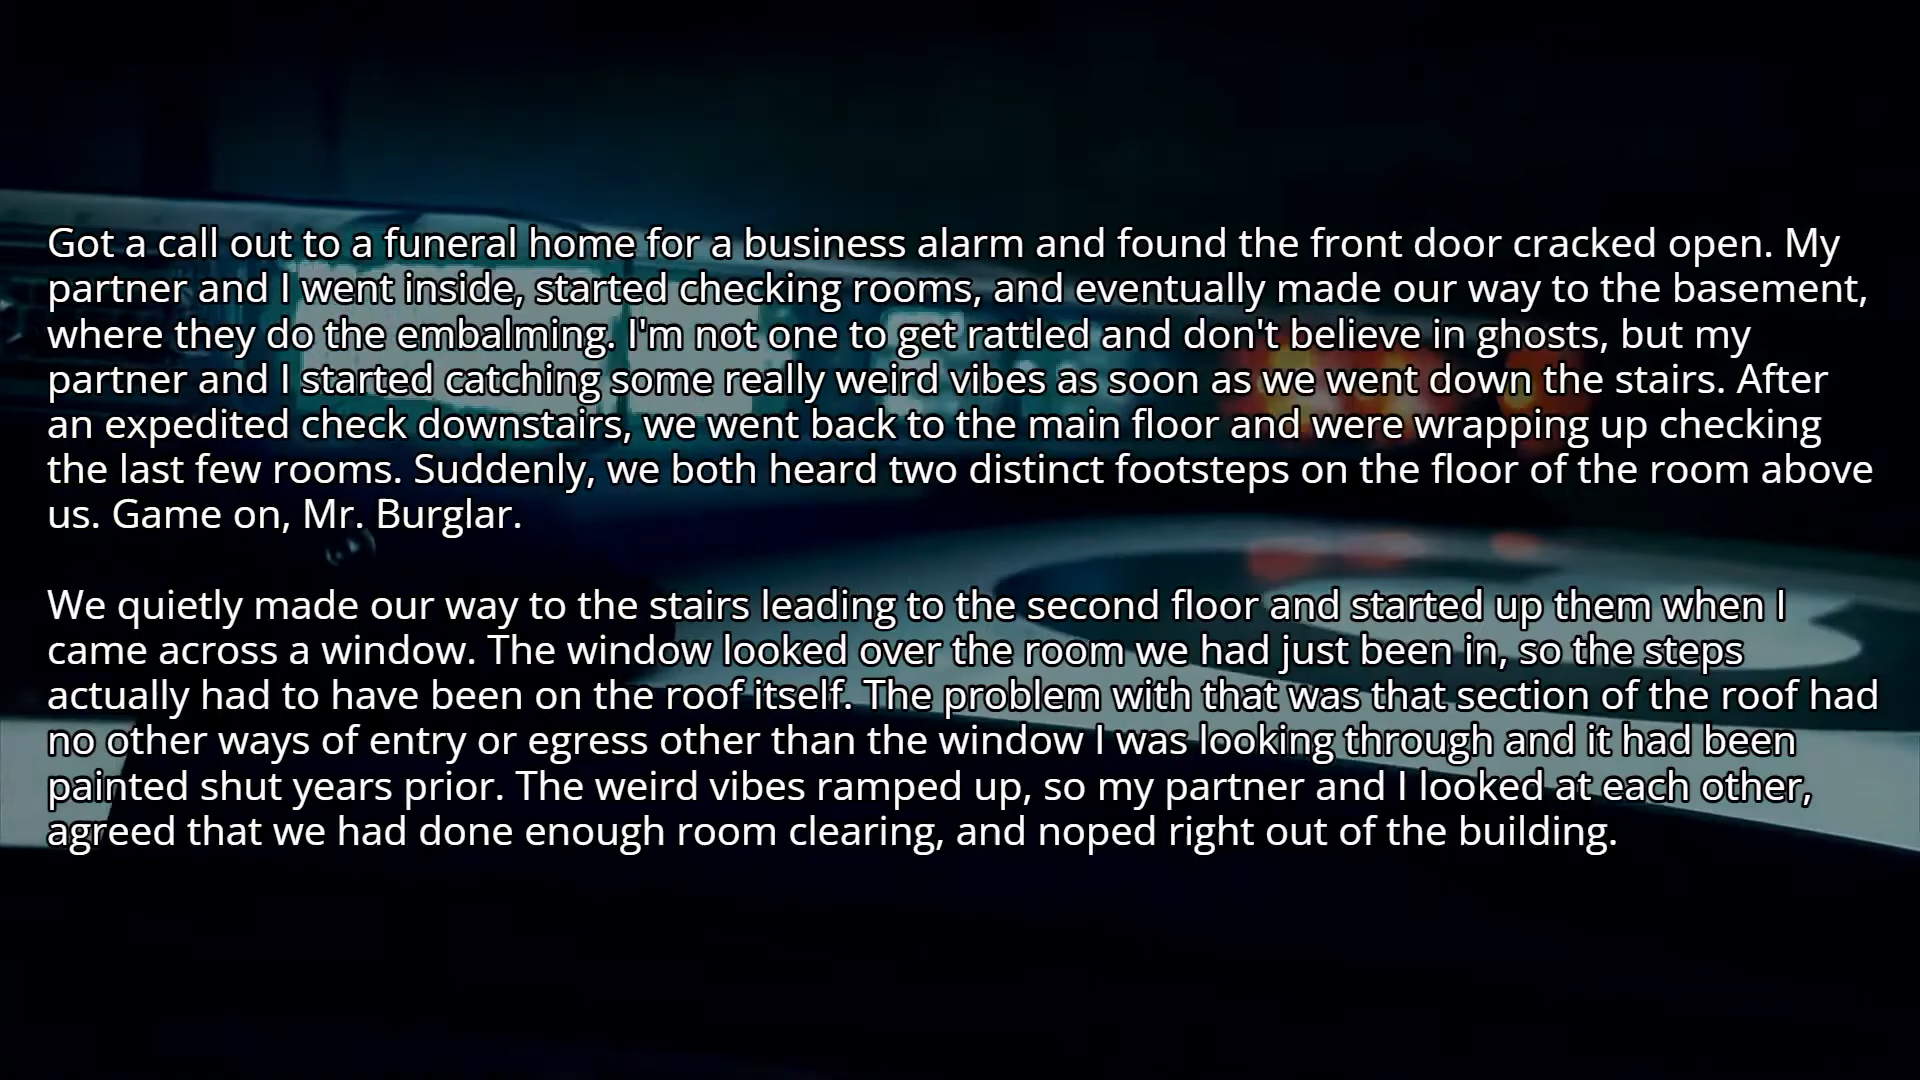 Got a call out to a funeral home for a business alarm and found the front door cracked open. My
partner and I went inside, started checking rooms, and eventually made our way to the basement,
where they do the embalming. I'm not one to get rattled and don't believe in ghosts, but my
partner and I started catching some really weird vibes as soon as we went down the stairs. After
an expedited check downstairs, we went back to the main floor and were wrapping up checking
the last few rooms. Suddenly, we both heard two distinct footsteps on the floor of the room above
us. Game on, Mr. Burglar.
We quietly made our way to the stairs leading to the second floor and started up them when I
came across a window. The window looked over the room we had just been in, so the steps
actually had to have been on the roof itself. The problem with that was that section of the roof had
no other ways of entry or egress other than the window I was looking through and it had been
painted shut years prior. The weird vibes ramped up, so my partner and I looked at each other,
agreed that we had done enough room clearing, and noped right out of the building.